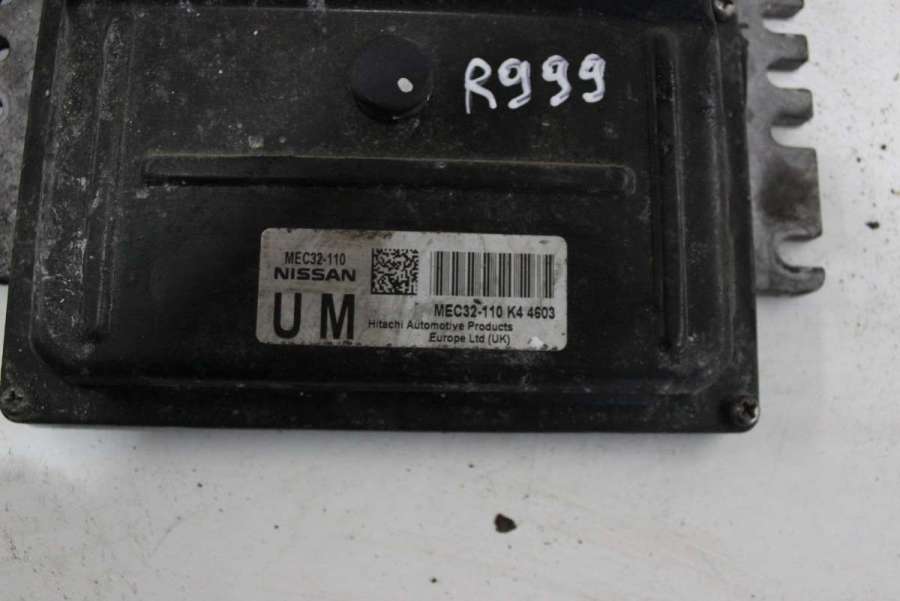 R999
MEC32-110
NISSAN
UM
MEC32-110 K4 4603
Hitachi Automotive Products
Europe Ltd (UK)